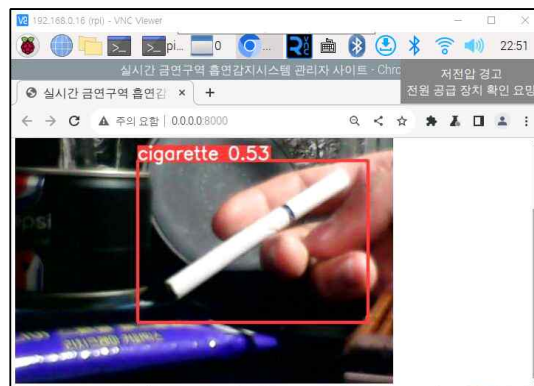 192.168.0.16 (rpi) - VNC Viewer
pi...
0
...
22:51
실시간 금연구역 흡연감지시스템 관리자 사이트 - Chro
저전압 경고
전원 공급 장치 확인 요망
실시간 금연구역 흡연감
주의 요함
0.0.0.0:8000
cigarette 0.53
psi